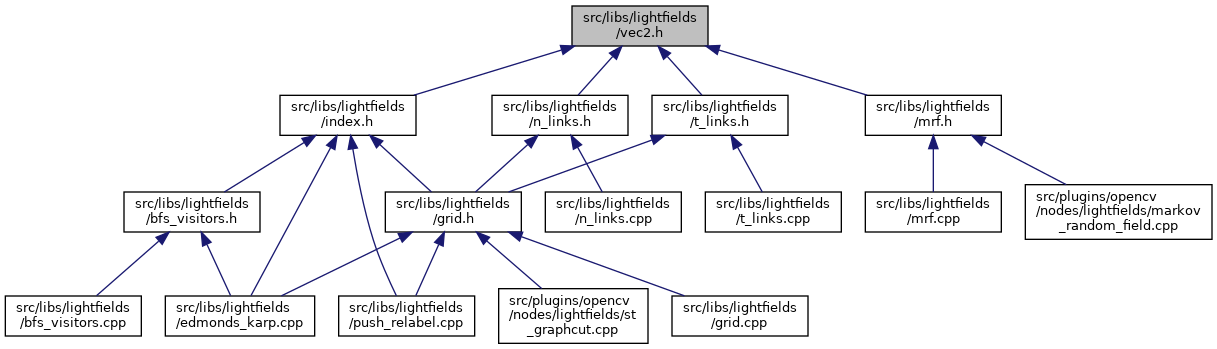 src/libs/lightfields
/vec2.h
src/libs/lightfields
/index.h
src/libs/lightfields
/n_links.h
src/libs/lightfields
/t_links.h
src/libs/lightfields
/mrf.h
src/libs/lightfields
/bfs_visitors.h
src/libs/lightfields
/grid.h
src/libs/lightfields
/n_links.cpp
src/libs/lightfields
/t_links.cpp
src/libs/lightfields
/mrf.cpp
src/plugins/opencv
/nodes/lightfields/markov
_random_field.cpp
src/libs/lightfields
/bfs_visitors.cpp
src/libs/lightfields
/edmonds_karp.cpp
src/libs/lightfields
/push_relabel.cpp
src/plugins/opencv
/nodes/lightfields/st
_graphcut.cpp
src/libs/lightfields
/grid.cpp